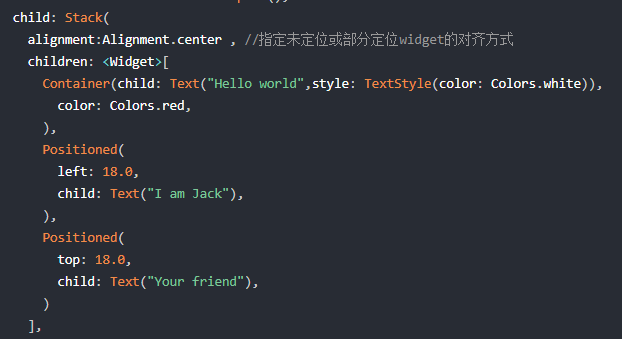 child: Stack(
alignment:Alignment.center , //指定未定位或部分定位widget的对齐方式
children: <Widget>[
Container(child: Text("Hello world",style: TextStyle(color: Colors.white)),
color: Colors.red,
),
Positioned(
left: 18.0,
child: Text("I am Jack"),
),
Positioned(
top: 18.0,
child: Text("Your friend"),
)
],